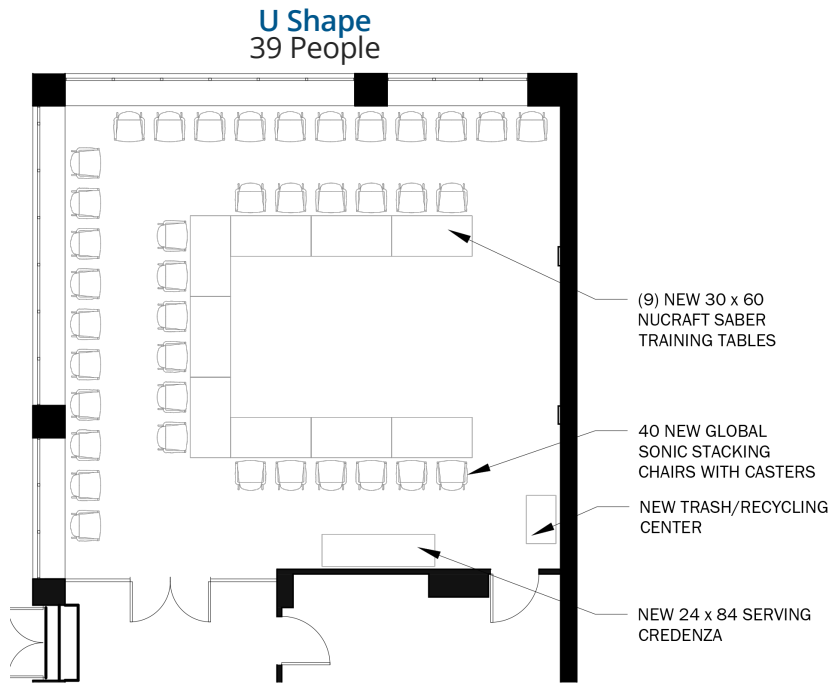 U Shape
39 People
(9) NEW 30 x 60
NUCRAFT SABER
TRAINING TABLES
40 NEW GLOBAL
SONIC STACKING
CHAIRS WITH CASTERS
NEW TRASH/RECYCLING
CENTER
NEW 24 x 84 SERVING
CREDENZA